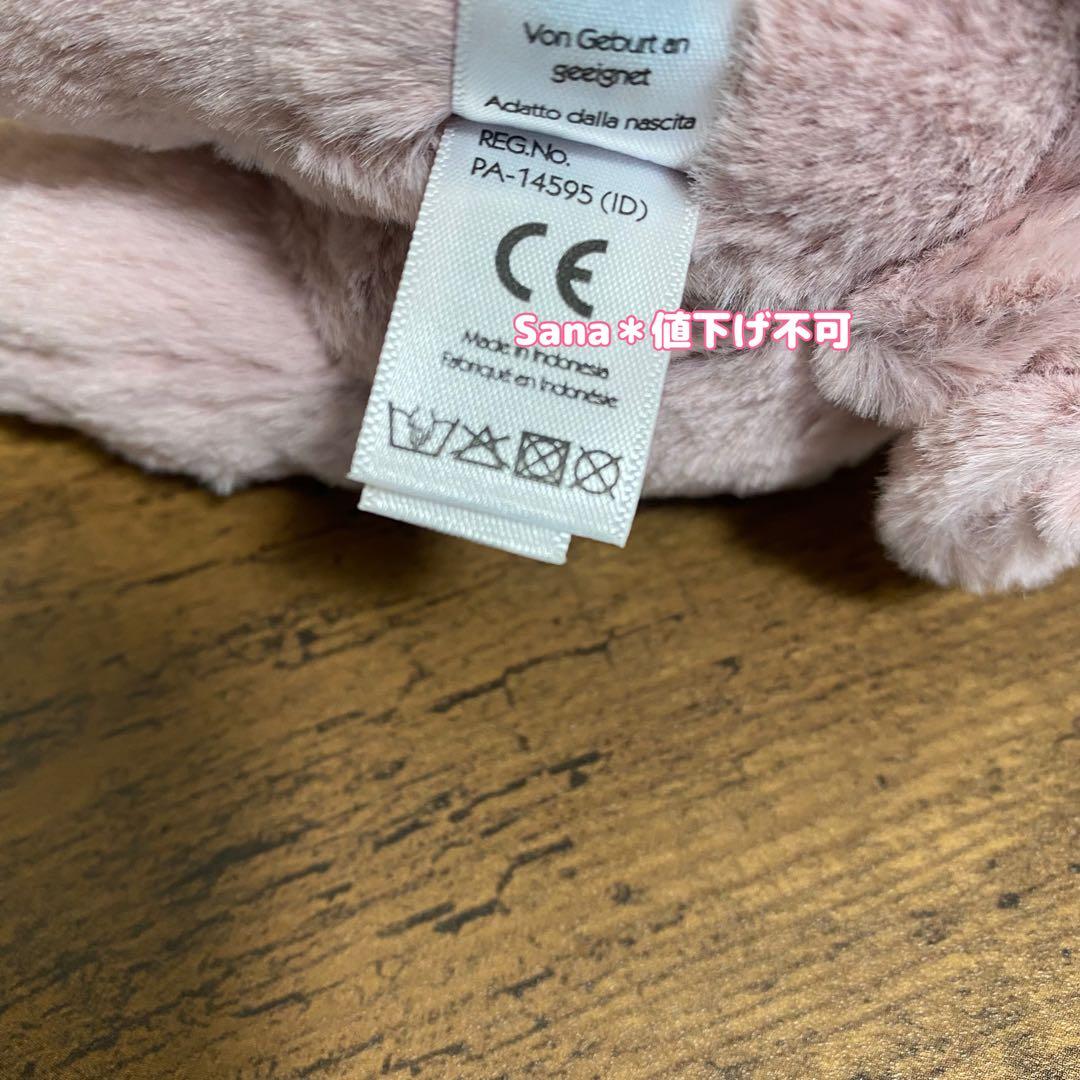 Von Geburt an
geeignet
Adatto dalla nascita
REG.No.
PA-14595 (ID)
CE
Sana＊値下げ不可
Made in Indonesia
Fabriqué en Indonésie